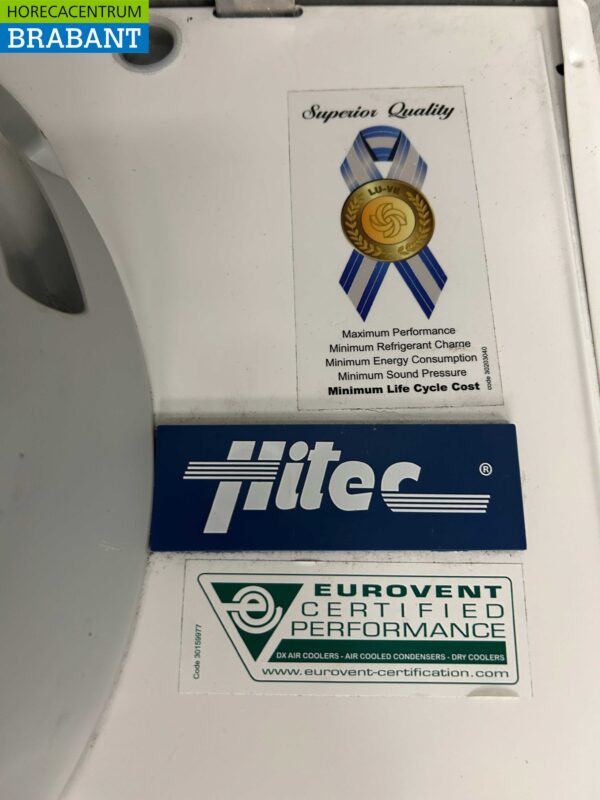 HORECACENTRUM
BRABANT
Superior Quality
LU-VE
Maximum Performance
Minimum Refrigerant Charge
Minimum Energy Consumption
Minimum Sound Pressure
Minimum Life Cycle Cost
code 30203040
Hitec ®
EUROVENT
CERTIFIED
PERFORMANCE
DX AIR COOLERS - AIR COOLED CONDENSERS - DRY COOLERS
www.eurovent-certification.com
Code 30159977